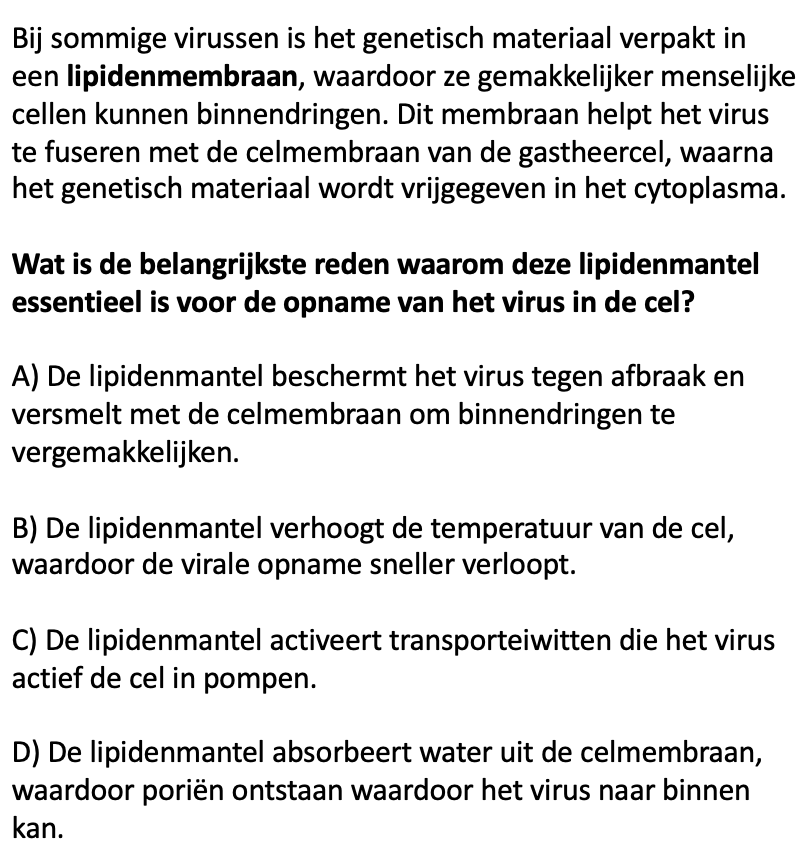 Bij sommige virussen is het genetisch materiaal verpakt in
een lipidenmembraan, waardoor ze gemakkelijker menselijke
cellen kunnen binnendringen. Dit membraan helpt het virus
te fuseren met de celmembraan van de gastheercel, waarna
het genetisch materiaal wordt vrijgegeven in het cytoplasma.
Wat is de belangrijkste reden waarom deze lipidenmantel
essentieel is voor de opname van het virus in de cel?
A) De lipidenmantel beschermt het virus tegen afbraak en
versmelt met de celmembraan om binnendringen te
vergemakkelijken.
B) De lipidenmantel verhoogt de temperatuur van de cel,
waardoor de virale opname sneller verloopt.
C) De lipidenmantel activeert transporteiwitten die het virus
actief de cel in pompen.
D) De lipidenmantel absorbeert water uit de celmembraan,
waardoor poriën ontstaan waardoor het virus naar binnen
kan.